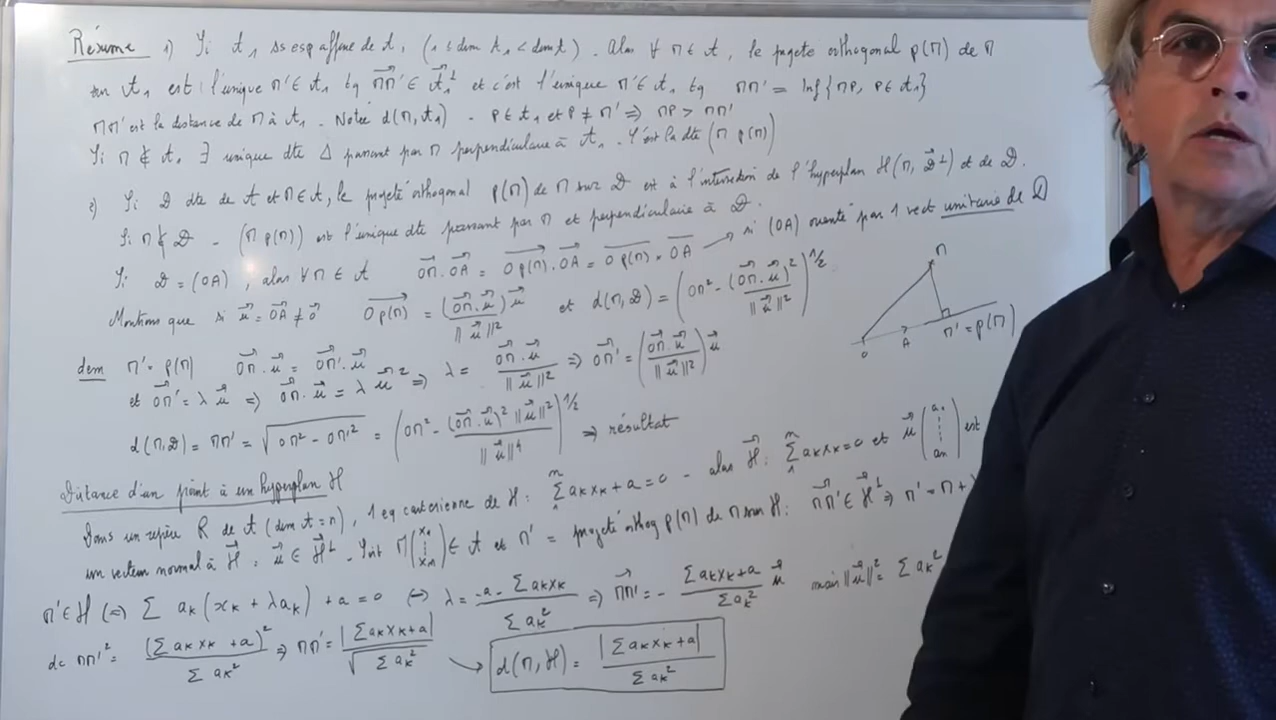 Résumé 1) Si A₁ ss esp affine de A, (1 ≤ dim A₁ < dim A). Alors ∀ M ∈ A, le projeté orthogonal p(M) de M
sur A₁ est l'unique M' ∈ A₁ tq MM'⃗ ∈ A₁⃗^⊥ et c'est l'unique M' ∈ A₁ tq MM' = Inf{MP, P ∈ A₁}
MM' est la distance de M à A₁. Notée d(M, A₁) - P ∈ A₁ et P ≠ M' ⇒ MP > MM'
Si M ∉ A₁ ∃ unique dte Δ passant par M perpendiculaire à A₁. C'est la dte (M p(M))
2) Si D dte de A et M ∈ A, le projeté orthogonal p(M) de M sur D est à l'intersection de l'hyperplan H(M, D⃗^⊥) et de D.
Si M ∉ D - (M p(M)) est l'unique dte passant par M et perpendiculaire à D.
Si D = (OA), alors ∀ M ∈ A OM⃗.OA⃗ = Op(M)⃗.OA⃗ = O̅p̅(̅M̅)̅ × O̅A̅ → si (OA) orienté par 1 vect unitaire de D
Montrons que si u⃗ = OA⃗ ≠ 0⃗ Op(M)⃗ = (OM⃗.u⃗ / ||u⃗||²) u⃗ et d(M, D) = (OM² - (OM⃗.u⃗)² / ||u⃗||²)^1/2
M
O A M' = p(M)
dem M' = p(M) OM⃗.u⃗ = OM'⃗.u⃗
et OM'⃗ = λ u⃗ ⇒ OM⃗.u⃗ = λ u⃗² ⇒ λ = OM⃗.u⃗ / ||u⃗||² ⇒ OM'⃗ = (OM⃗.u⃗ / ||u⃗||²) u⃗
d(M, D) = MM' = √(OM² - OM'²) = (OM² - (OM⃗.u⃗)² ||u⃗||² / ||u⃗||⁴)^1/2 ⇒ résultat
Distance d'un point à un hyperplan H
Dans un repère R de A (dim A = n), 1 eq cartésienne de H : Σ₁ⁿ aₖxₖ + a = 0 - alors H⃗ : Σ₁ⁿ aₖxₖ = 0 et u⃗ (a₁ ⋮ aₙ) est
un vecteur normal à H⃗ : u⃗ ∈ H⃗^⊥ - Soit M (x₁ ⋮ xₙ) ∈ A et M' = projeté orthog p(M) de M sur H : MM'⃗ ∈ H⃗^⊥ ⇒ M' = M + λ
M' ∈ H ⇔ Σ aₖ(xₖ + λaₖ) + a = 0 ⇔ λ = (-a - Σ aₖxₖ) / Σ aₖ² ⇒ MM'⃗ = - (Σ aₖxₖ + a) / Σ aₖ² u⃗ mais ||u⃗||² = Σ aₖ²
dc MM'² = (Σ aₖxₖ + a)² / Σ aₖ² ⇒ MM' = |Σ aₖxₖ + a| / √(Σ aₖ²) → d(M, H) = |Σ aₖxₖ + a| / Σ aₖ²